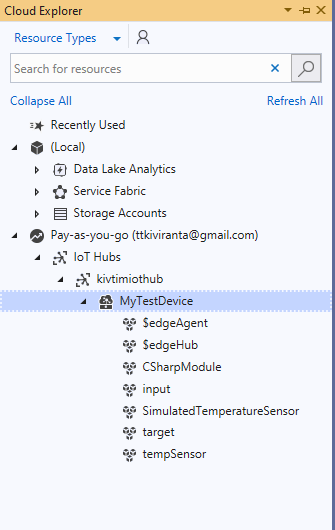 Cloud Explorer
Resource Types
Search for resources
Collapse All Refresh All
Recently Used
(Local)
Data Lake Analytics
Service Fabric
Storage Accounts
Pay-as-you-go (ttkiviranta@gmail.com)
IoT Hubs
kivtimiothub
MyTestDevice
$edgeAgent
$edgeHub
CSharpModule
input
SimulatedTemperatureSensor
target
tempSensor